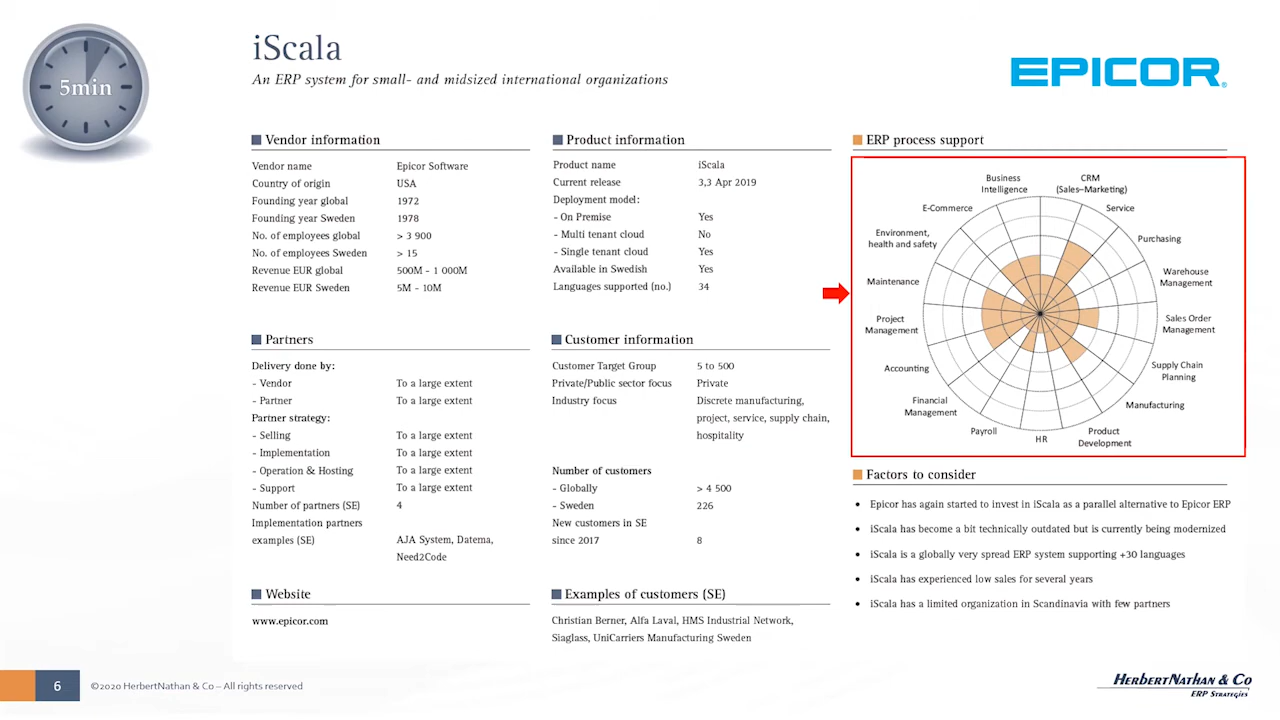 5min
iScala
An ERP system for small- and midsized international organizations
EPICOR®
Vendor information
Vendor name Epicor Software
Country of origin USA
Founding year global 1972
Founding year Sweden 1978
No. of employees global > 3 900
No. of employees Sweden > 15
Revenue EUR global 500M - 1 000M
Revenue EUR Sweden 5M - 10M
Product information
Product name iScala
Current release 3,3 Apr 2019
Deployment model:
- On Premise Yes
- Multi tenant cloud No
- Single tenant cloud Yes
Available in Swedish Yes
Languages supported (no.) 34
ERP process support
Business
Intelligence
CRM
(Sales–Marketing)
Service
Purchasing
Warehouse
Management
Sales Order
Management
Supply Chain
Planning
Manufacturing
Product
Development
HR
Payroll
Financial
Management
Accounting
Project
Management
Maintenance
Environment,
health and safety
E-Commerce
Partners
Delivery done by:
- Vendor To a large extent
- Partner To a large extent
Partner strategy:
- Selling To a large extent
- Implementation To a large extent
- Operation & Hosting To a large extent
- Support To a large extent
Number of partners (SE) 4
Implementation partners
examples (SE) AJA System, Datema,
Need2Code
Customer information
Customer Target Group 5 to 500
Private/Public sector focus Private
Industry focus Discrete manufacturing,
project, service, supply chain,
hospitality
Number of customers
- Globally > 4 500
- Sweden 226
New customers in SE
since 2017 8
Factors to consider
• Epicor has again started to invest in iScala as a parallel alternative to Epicor ERP
• iScala has become a bit technically outdated but is currently being modernized
• iScala is a globally very spread ERP system supporting +30 languages
• iScala has experienced low sales for several years
• iScala has a limited organization in Scandinavia with few partners
Website
www.epicor.com
Examples of customers (SE)
Christian Berner, Alfa Laval, HMS Industrial Network,
Siaglass, UniCarriers Manufacturing Sweden
6
©2020 HerbertNathan & Co – All rights reserved
HerbertNathan & Co
ERP Strategies